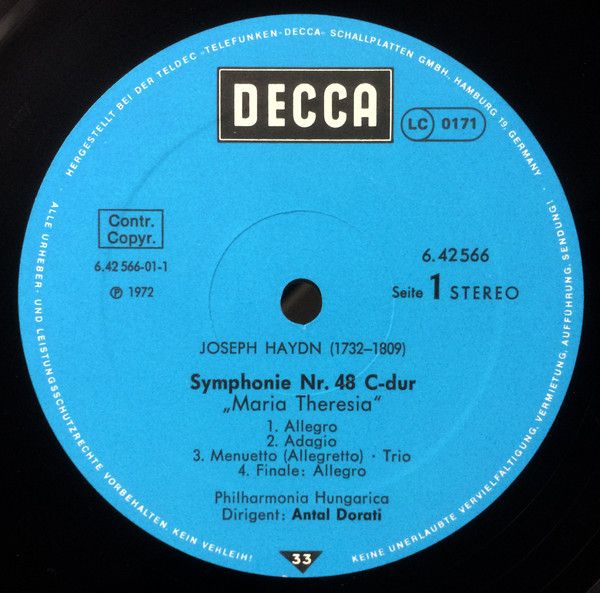 HERGESTELLT BEI DER TELDEC »TELEFUNKEN-DECCA« SCHALLPLATTEN GMBH, HAMBURG 19, GERMANY ·
DECCA
LC 0171
Contr.
Copyr.
6.42 566-01-1
Ⓟ 1972
6.42566
Seite 1 STEREO
JOSEPH HAYDN (1732–1809)
Symphonie Nr. 48 C-dur
„Maria Theresia“
1. Allegro
2. Adagio
3. Menuetto (Allegretto) · Trio
4. Finale: Allegro
Philharmonia Hungarica
Dirigent: Antal Dorati
33
· ALLE URHEBER- UND LEISTUNGSSCHUTZRECHTE VORBEHALTEN. KEIN VERLEIH!
KEINE UNERLAUBTE VERVIELFÄLTIGUNG, VERMIETUNG, AUFFÜHRUNG, SENDUNG!